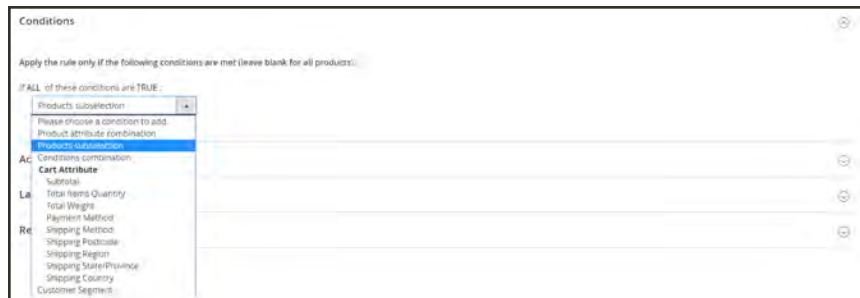 Conditions
Apply the rule only if the following conditions are met (leave blank for all products).
If ALL of these conditions are TRUE :
Products subselection
Please choose a condition to add.
Product attribute combination
Products subselection
Conditions combination
Ac
Cart Attribute
Subtotal
La
Total Items Quantity
Total Weight
Payment Method
Re
Shipping Method
Shipping Postcode
Shipping Region
Shipping State/Province
Shipping Country
Customer Segment